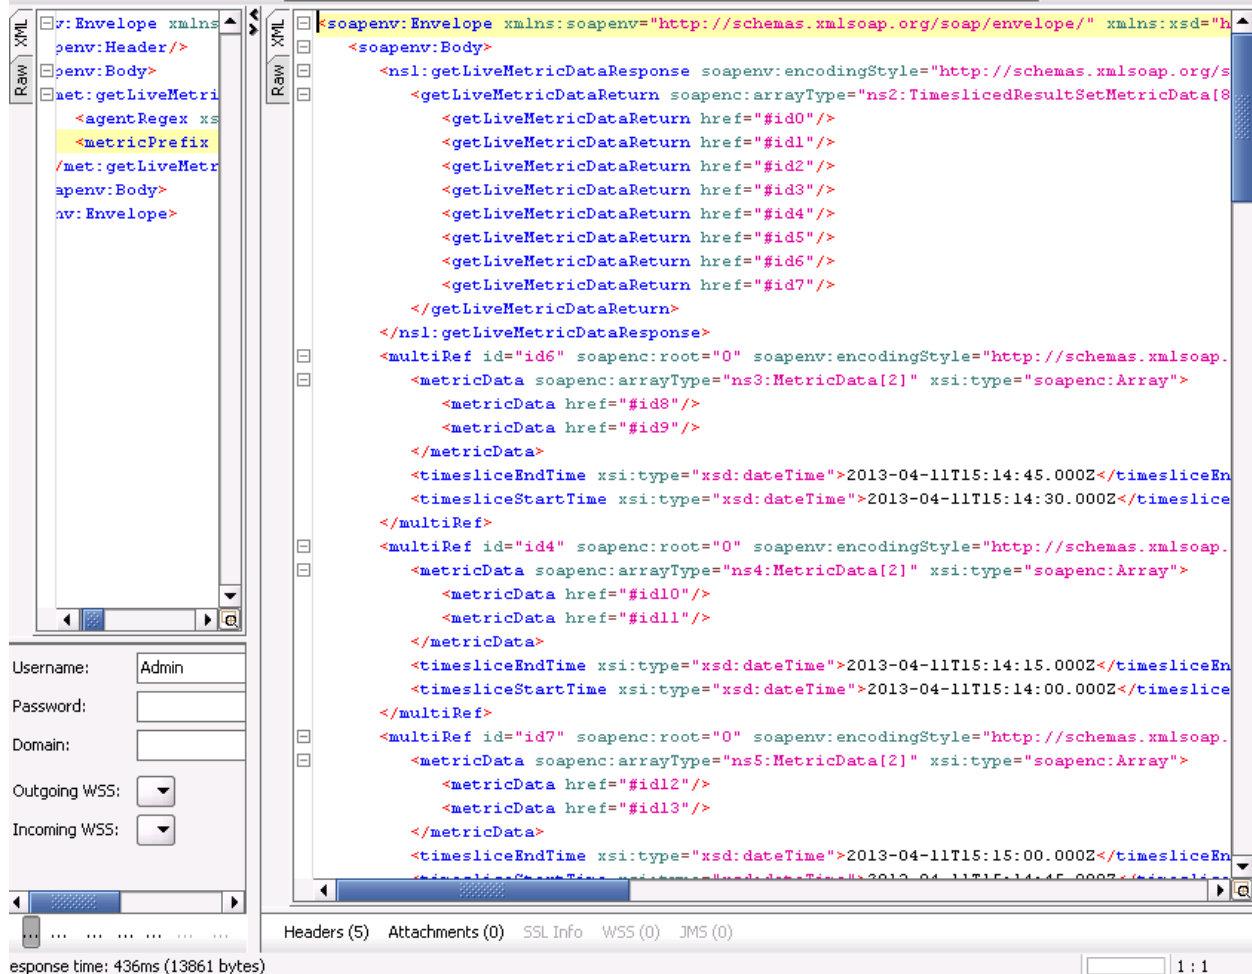 XML
Raw
v:Envelope xmlns
penv:Header/>
penv:Body>
met:getLiveMetri
<agentRegex xs
<metricPrefix
/met:getLiveMetr
apenv:Body>
nv:Envelope>
Username: Admin
Password:
Domain:
Outgoing WSS:
Incoming WSS:
... ... ... ... ... ... ...
XML
Raw
<soapenv:Envelope xmlns:soapenv="http://schemas.xmlsoap.org/soap/envelope/" xmlns:xsd="h
<soapenv:Body>
<ns1:getLiveMetricDataResponse soapenv:encodingStyle="http://schemas.xmlsoap.org/s
<getLiveMetricDataReturn soapenc:arrayType="ns2:TimeslicedResultSetMetricData[8
<getLiveMetricDataReturn href="#id0"/>
<getLiveMetricDataReturn href="#id1"/>
<getLiveMetricDataReturn href="#id2"/>
<getLiveMetricDataReturn href="#id3"/>
<getLiveMetricDataReturn href="#id4"/>
<getLiveMetricDataReturn href="#id5"/>
<getLiveMetricDataReturn href="#id6"/>
<getLiveMetricDataReturn href="#id7"/>
</getLiveMetricDataReturn>
</ns1:getLiveMetricDataResponse>
<multiRef id="id6" soapenc:root="0" soapenv:encodingStyle="http://schemas.xmlsoap.
<metricData soapenc:arrayType="ns3:MetricData[2]" xsi:type="soapenc:Array">
<metricData href="#id8"/>
<metricData href="#id9"/>
</metricData>
<timesliceEndTime xsi:type="xsd:dateTime">2013-04-11T15:14:45.000Z</timesliceEn
<timesliceStartTime xsi:type="xsd:dateTime">2013-04-11T15:14:30.000Z</timeslice
</multiRef>
<multiRef id="id4" soapenc:root="0" soapenv:encodingStyle="http://schemas.xmlsoap.
<metricData soapenc:arrayType="ns4:MetricData[2]" xsi:type="soapenc:Array">
<metricData href="#id10"/>
<metricData href="#id11"/>
</metricData>
<timesliceEndTime xsi:type="xsd:dateTime">2013-04-11T15:14:15.000Z</timesliceEn
<timesliceStartTime xsi:type="xsd:dateTime">2013-04-11T15:14:00.000Z</timeslice
</multiRef>
<multiRef id="id7" soapenc:root="0" soapenv:encodingStyle="http://schemas.xmlsoap.
<metricData soapenc:arrayType="ns5:MetricData[2]" xsi:type="soapenc:Array">
<metricData href="#id12"/>
<metricData href="#id13"/>
</metricData>
<timesliceEndTime xsi:type="xsd:dateTime">2013-04-11T15:15:00.000Z</timesliceEn
Headers (5) Attachments (0) SSL Info WSS (0) JMS (0)
esponse time: 436ms (13861 bytes)
1 : 1